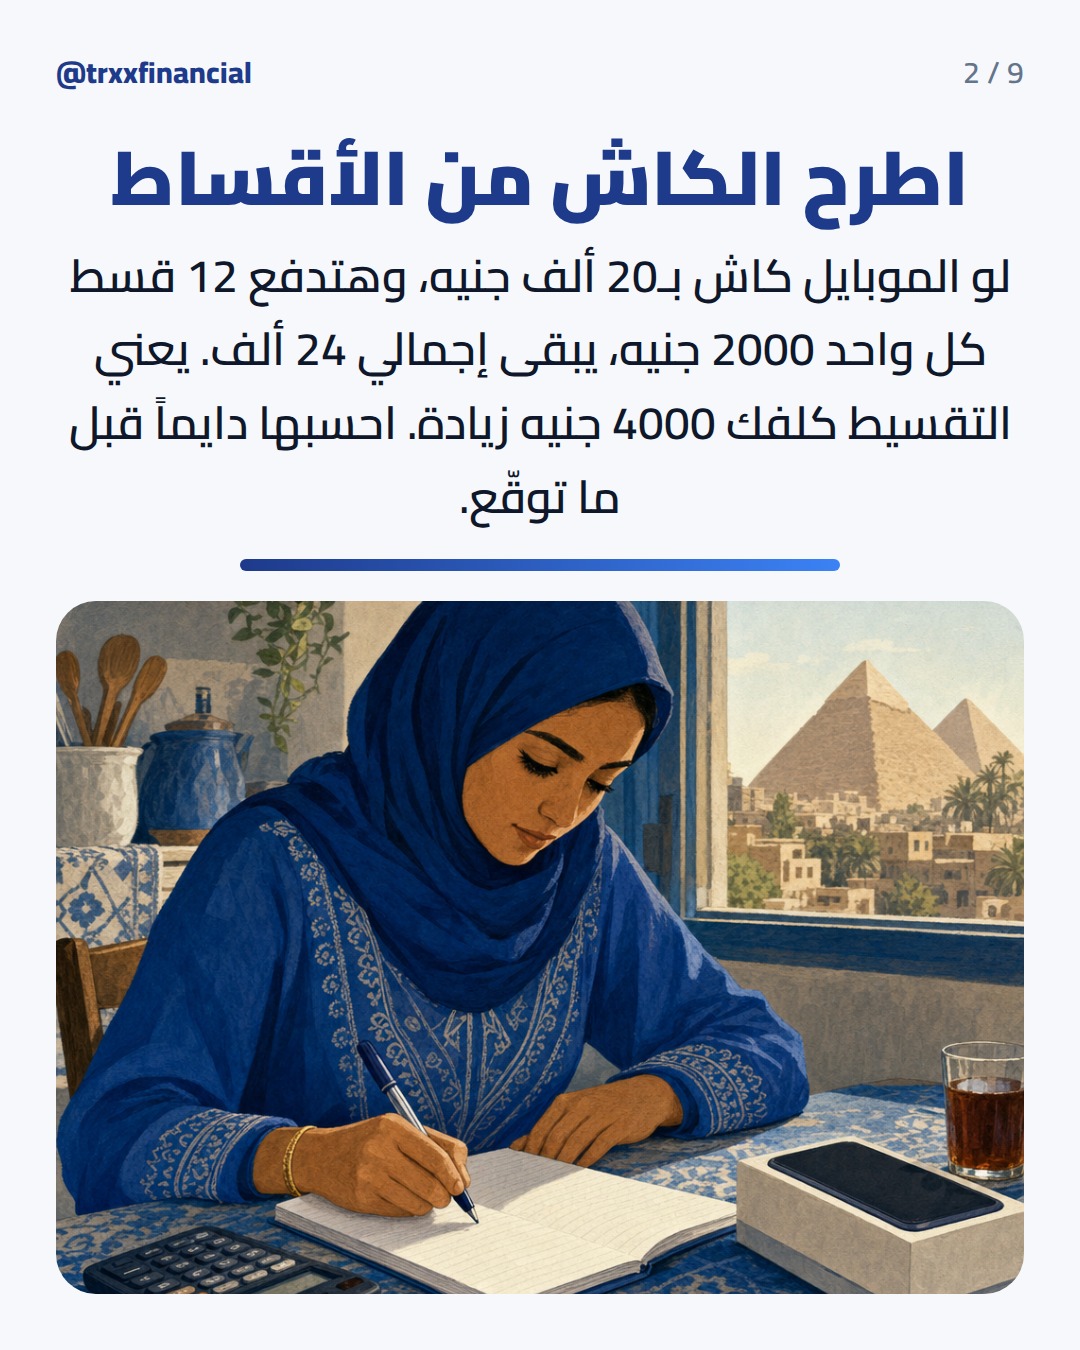 @trxxfinancial
2 / 9
اطرح الكاش من الأقساط
لو الموبايل كاش بـ20 ألف جنيه، وهتدفع 12 قسط
كل واحد 2000 جنيه، يبقى إجمالي 24 ألف. يعني
التقسيط كلفك 4000 جنيه زيادة. احسبها دايماً قبل
ما توقّع.